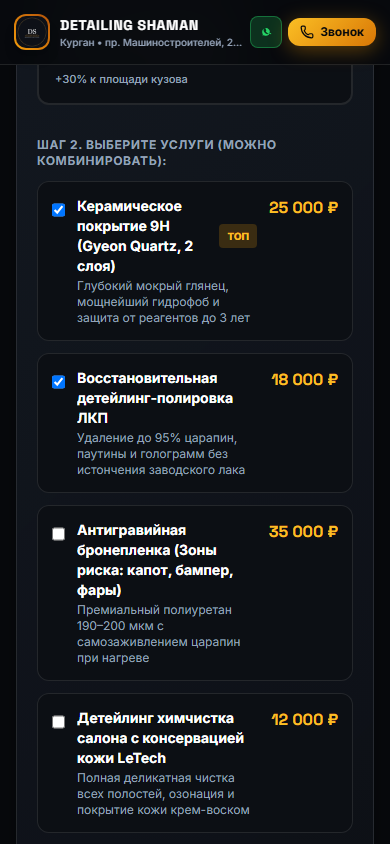 DETAILING SHAMAN
Курган • пр. Машиностроителей, 2...
DS
Звонок
+30% к площади кузова
ШАГ 2. ВЫБЕРИТЕ УСЛУГИ (МОЖНО
КОМБИНИРОВАТЬ):
Керамическое
покрытие 9H
(Gyeon Quartz, 2
слоя)
ТОП
25 000 ₽
Глубокий мокрый глянец,
мощнейший гидрофоб и
защита от реагентов до 3 лет
Восстановительная
детейлинг-полировка
ЛКП
18 000 ₽
Удаление до 95% царапин,
паутины и голограмм без
истончения заводского лака
Антигравийная
бронепленка (Зоны
риска: капот, бампер,
фары)
35 000 ₽
Премиальный полиуретан
190–200 мкм с
самозаживлением царапин
при нагреве
Детейлинг химчистка
салона с консервацией
кожи LeTech
12 000 ₽
Полная деликатная чистка
всех полостей, озонация и
покрытие кожи крем-воском